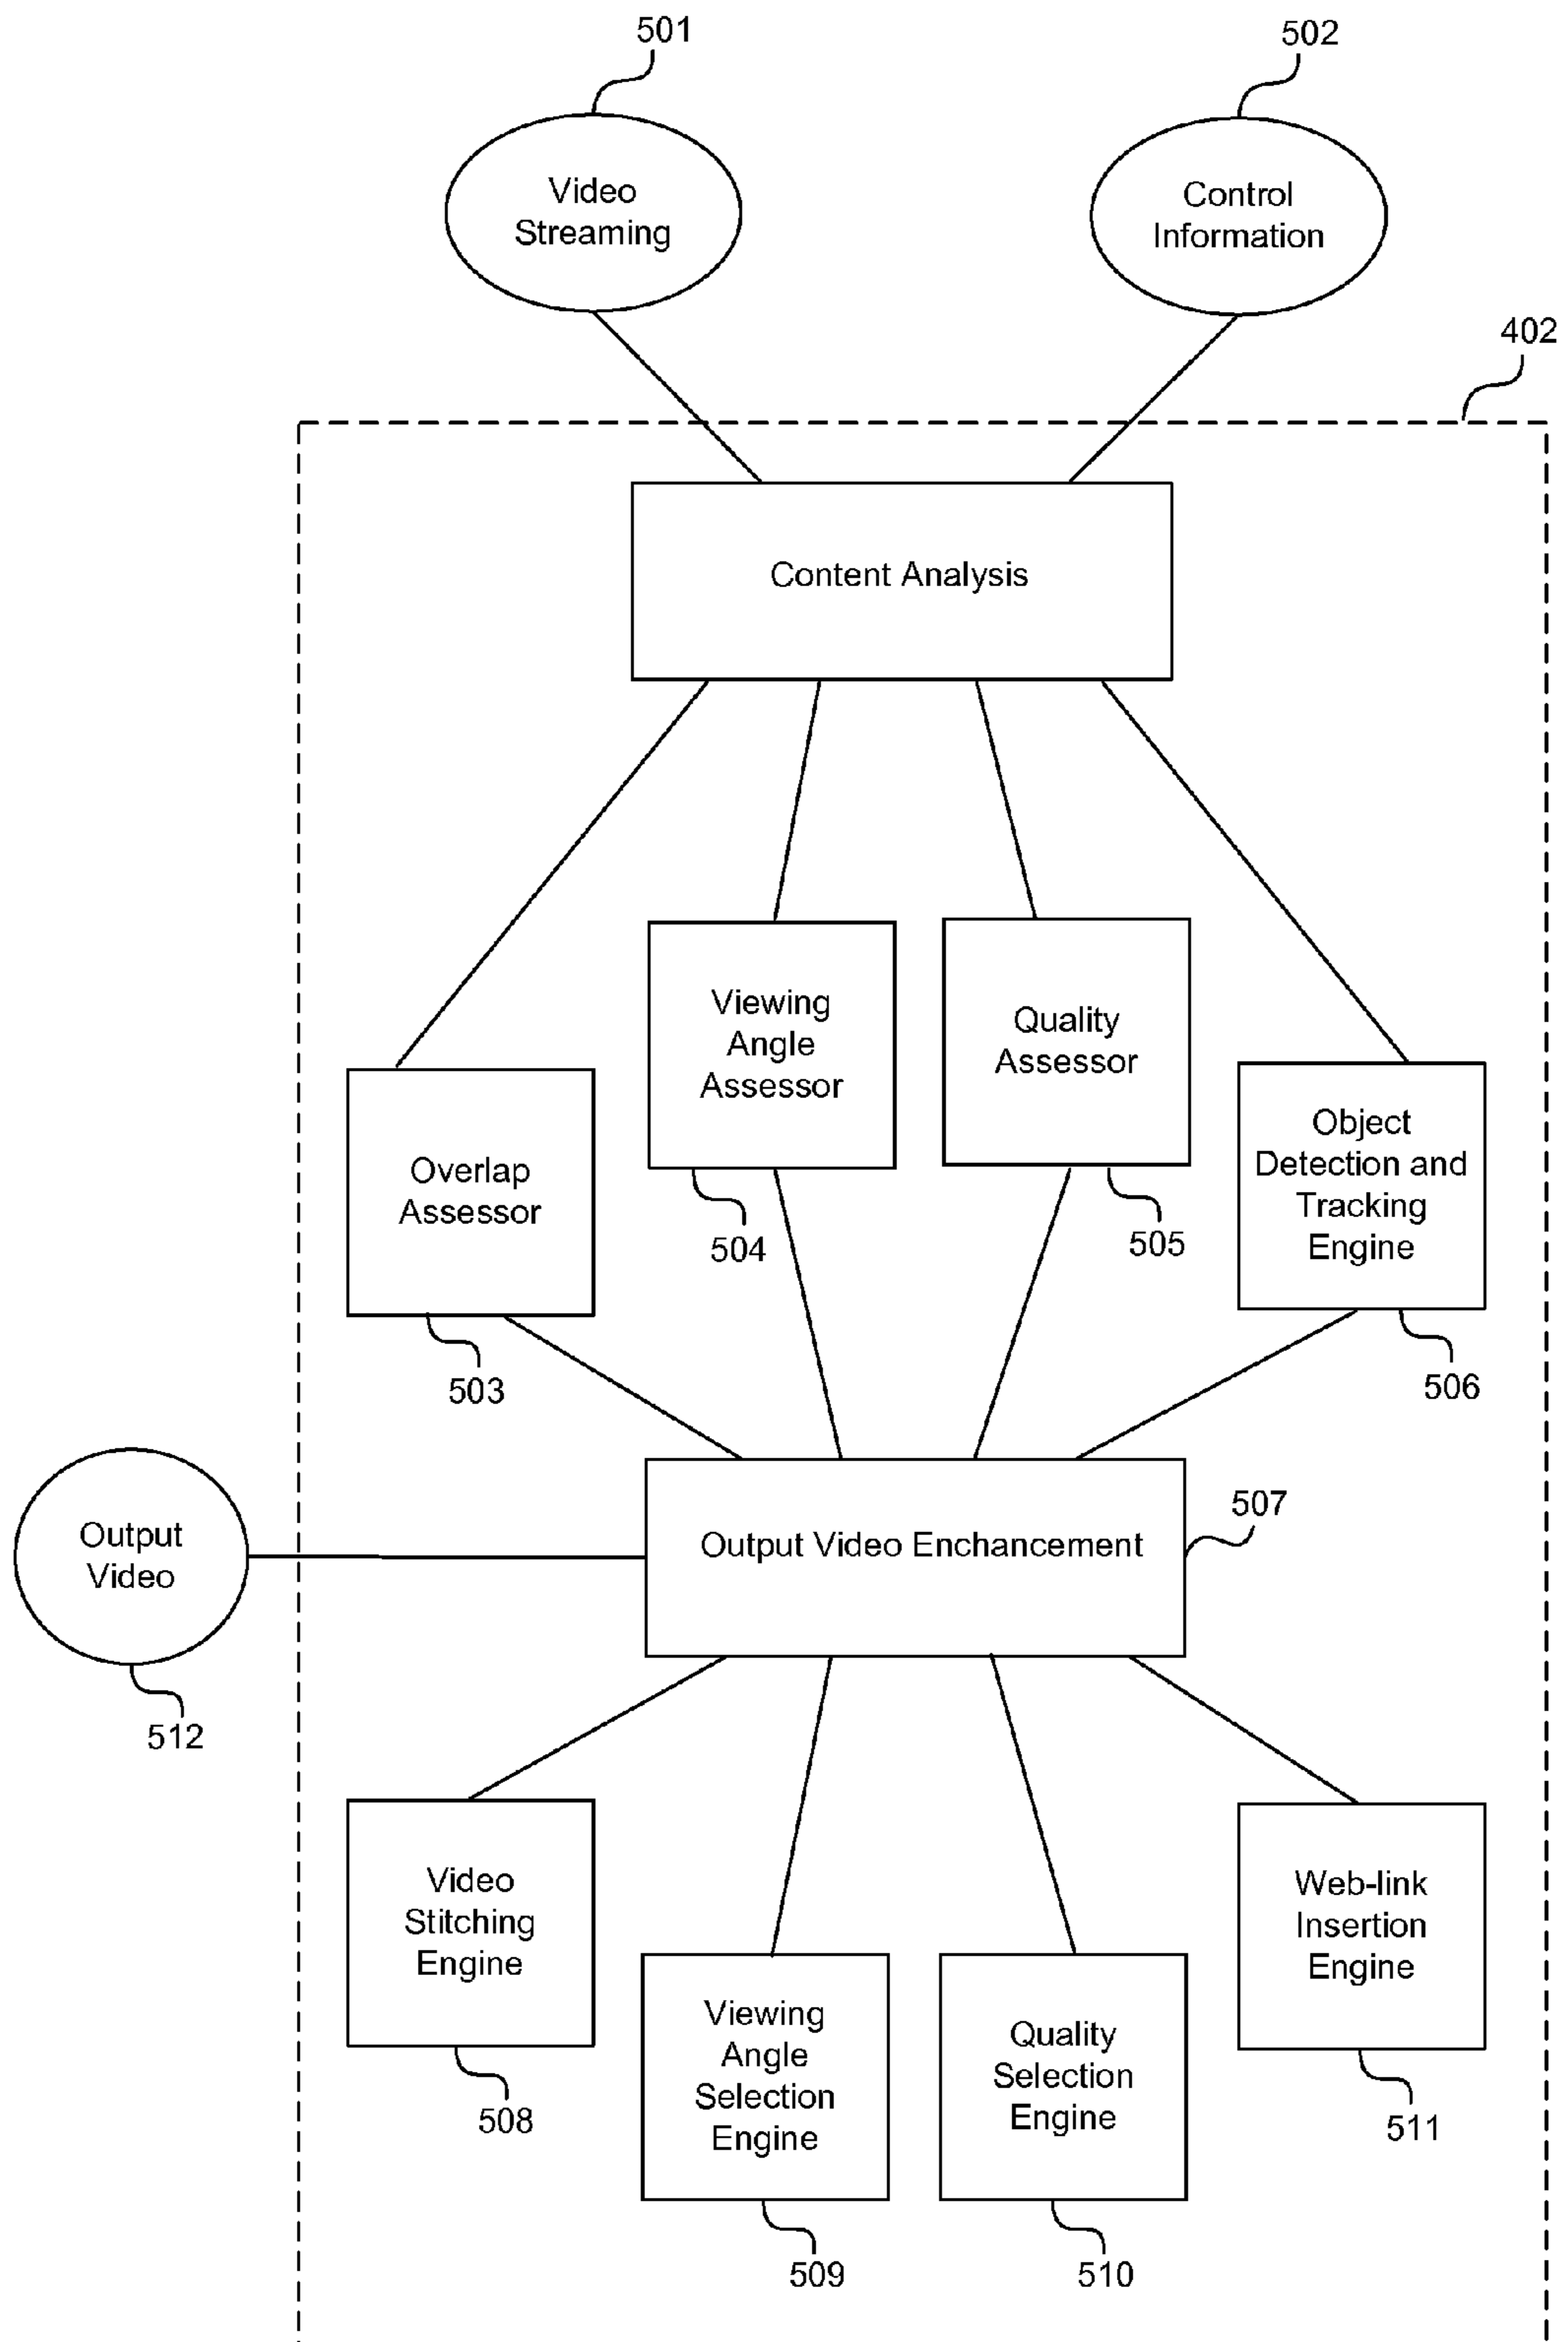 501
502
Video
Streaming
Control
Information
402
Content Analysis
Viewing
Angle
Assessor
Quality
Assessor
Overlap
Assessor
Object
Detection and
Tracking
Engine
504
505
503
506
Output
Video
Output Video Enchancement
507
512
Video
Stitching
Engine
Web-link
Insertion
Engine
Viewing
Angle
Selection
Engine
Quality
Selection
Engine
508
511
509
510